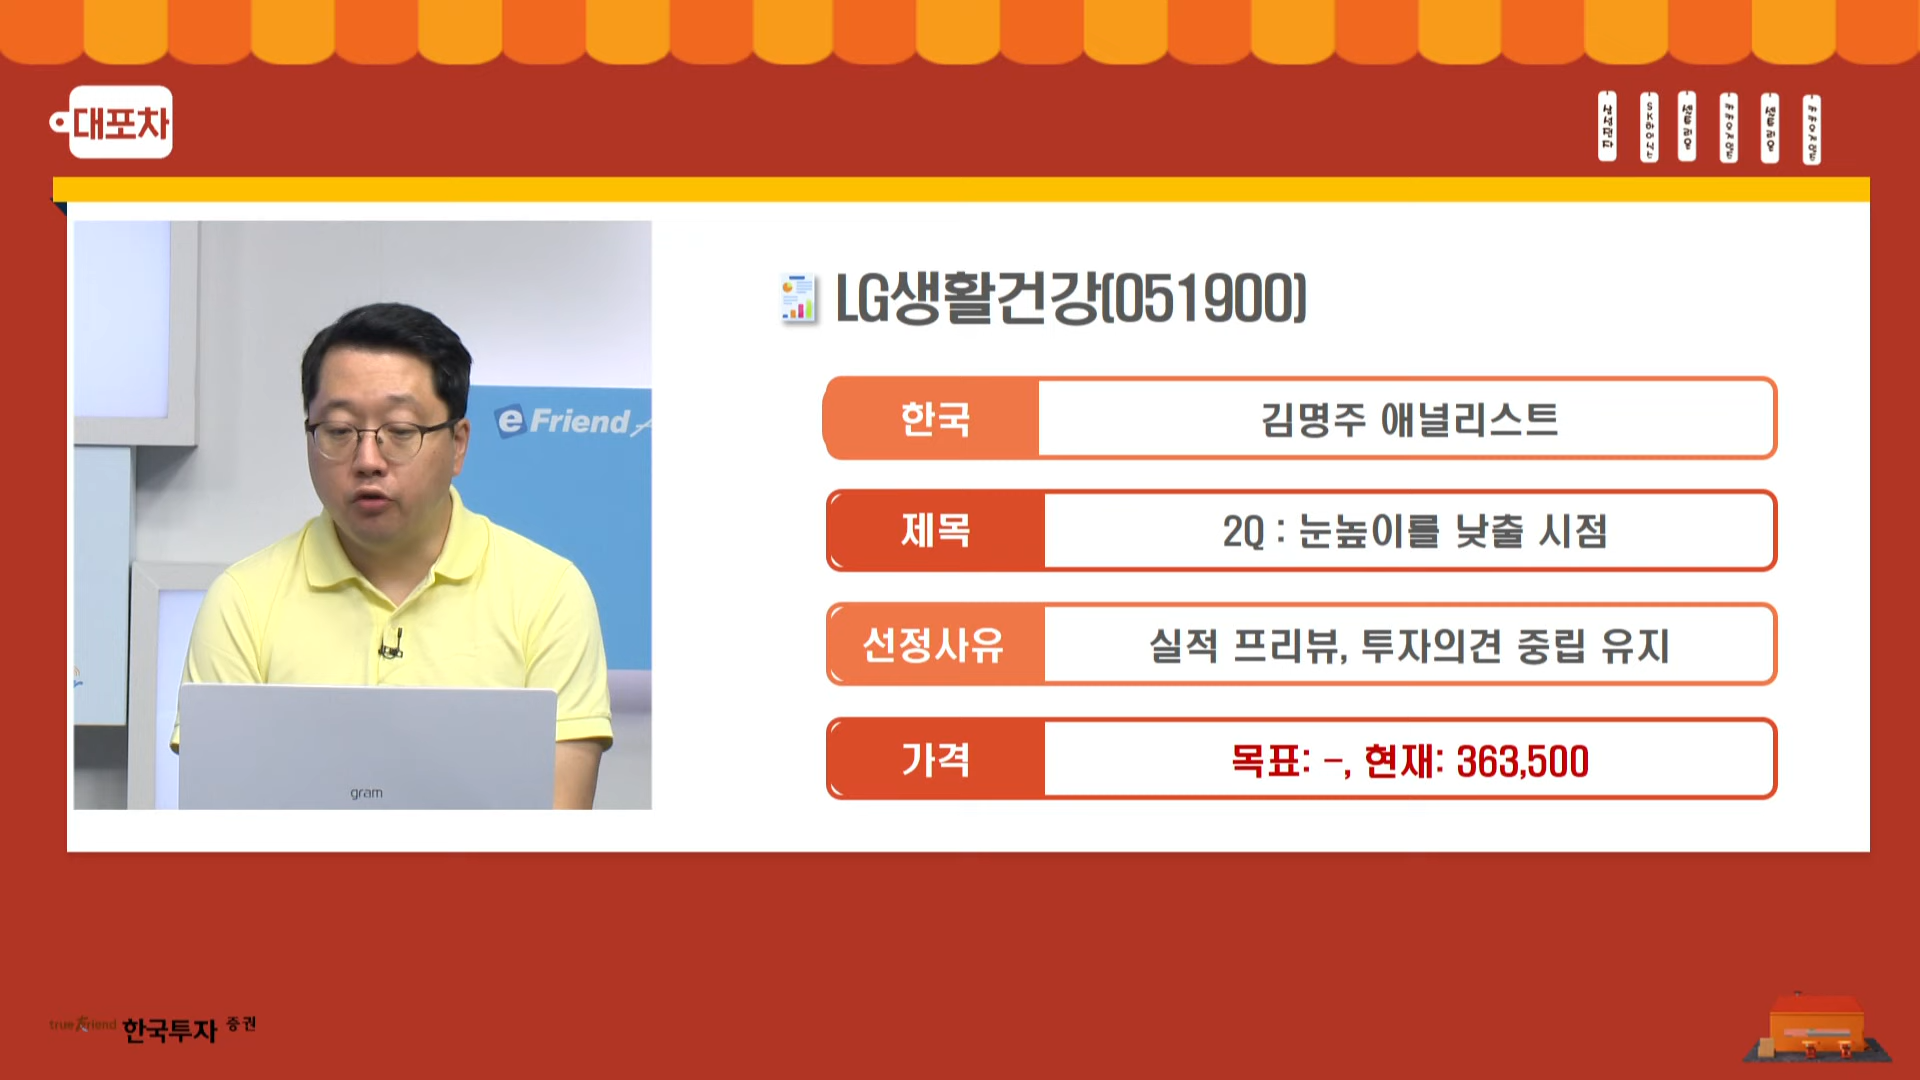 대포차
LG생활건강(051900)
e Friend
한국
김명주 애널리스트
제목
2Q : 눈높이를 낮출 시점
선정사유
실적 프리뷰, 투자의견 중립 유지
가격
목표: -, 현재: 363,500
gram
true Friend 한국투자 증권